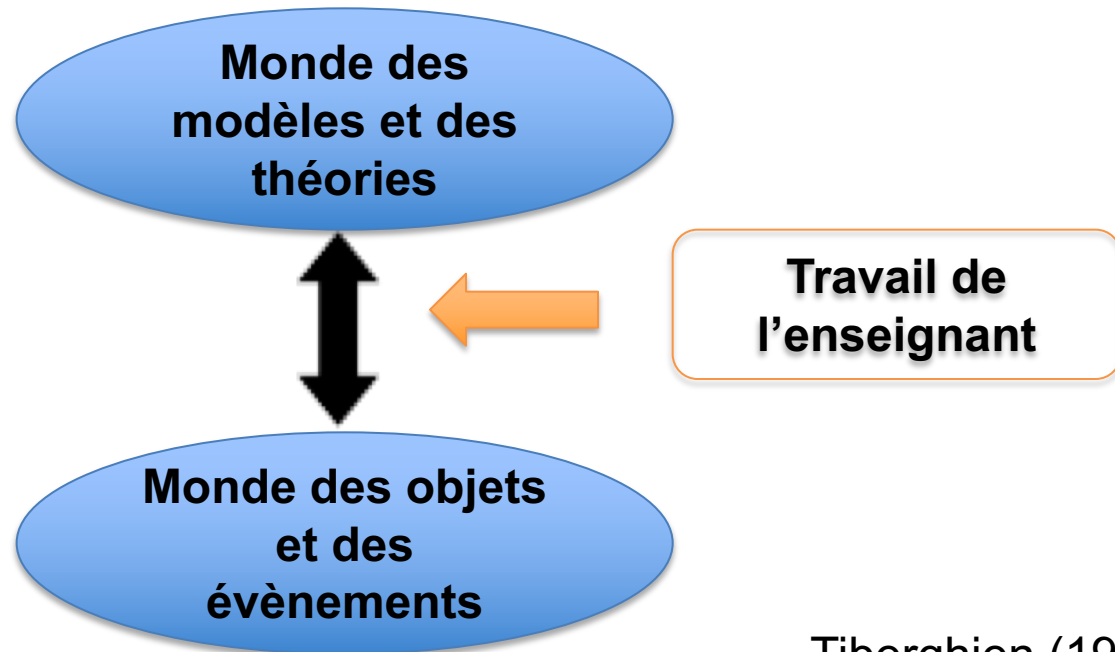 Monde des
modèles et des
théories
Travail de
l’enseignant
Monde des objets
et des
évènements